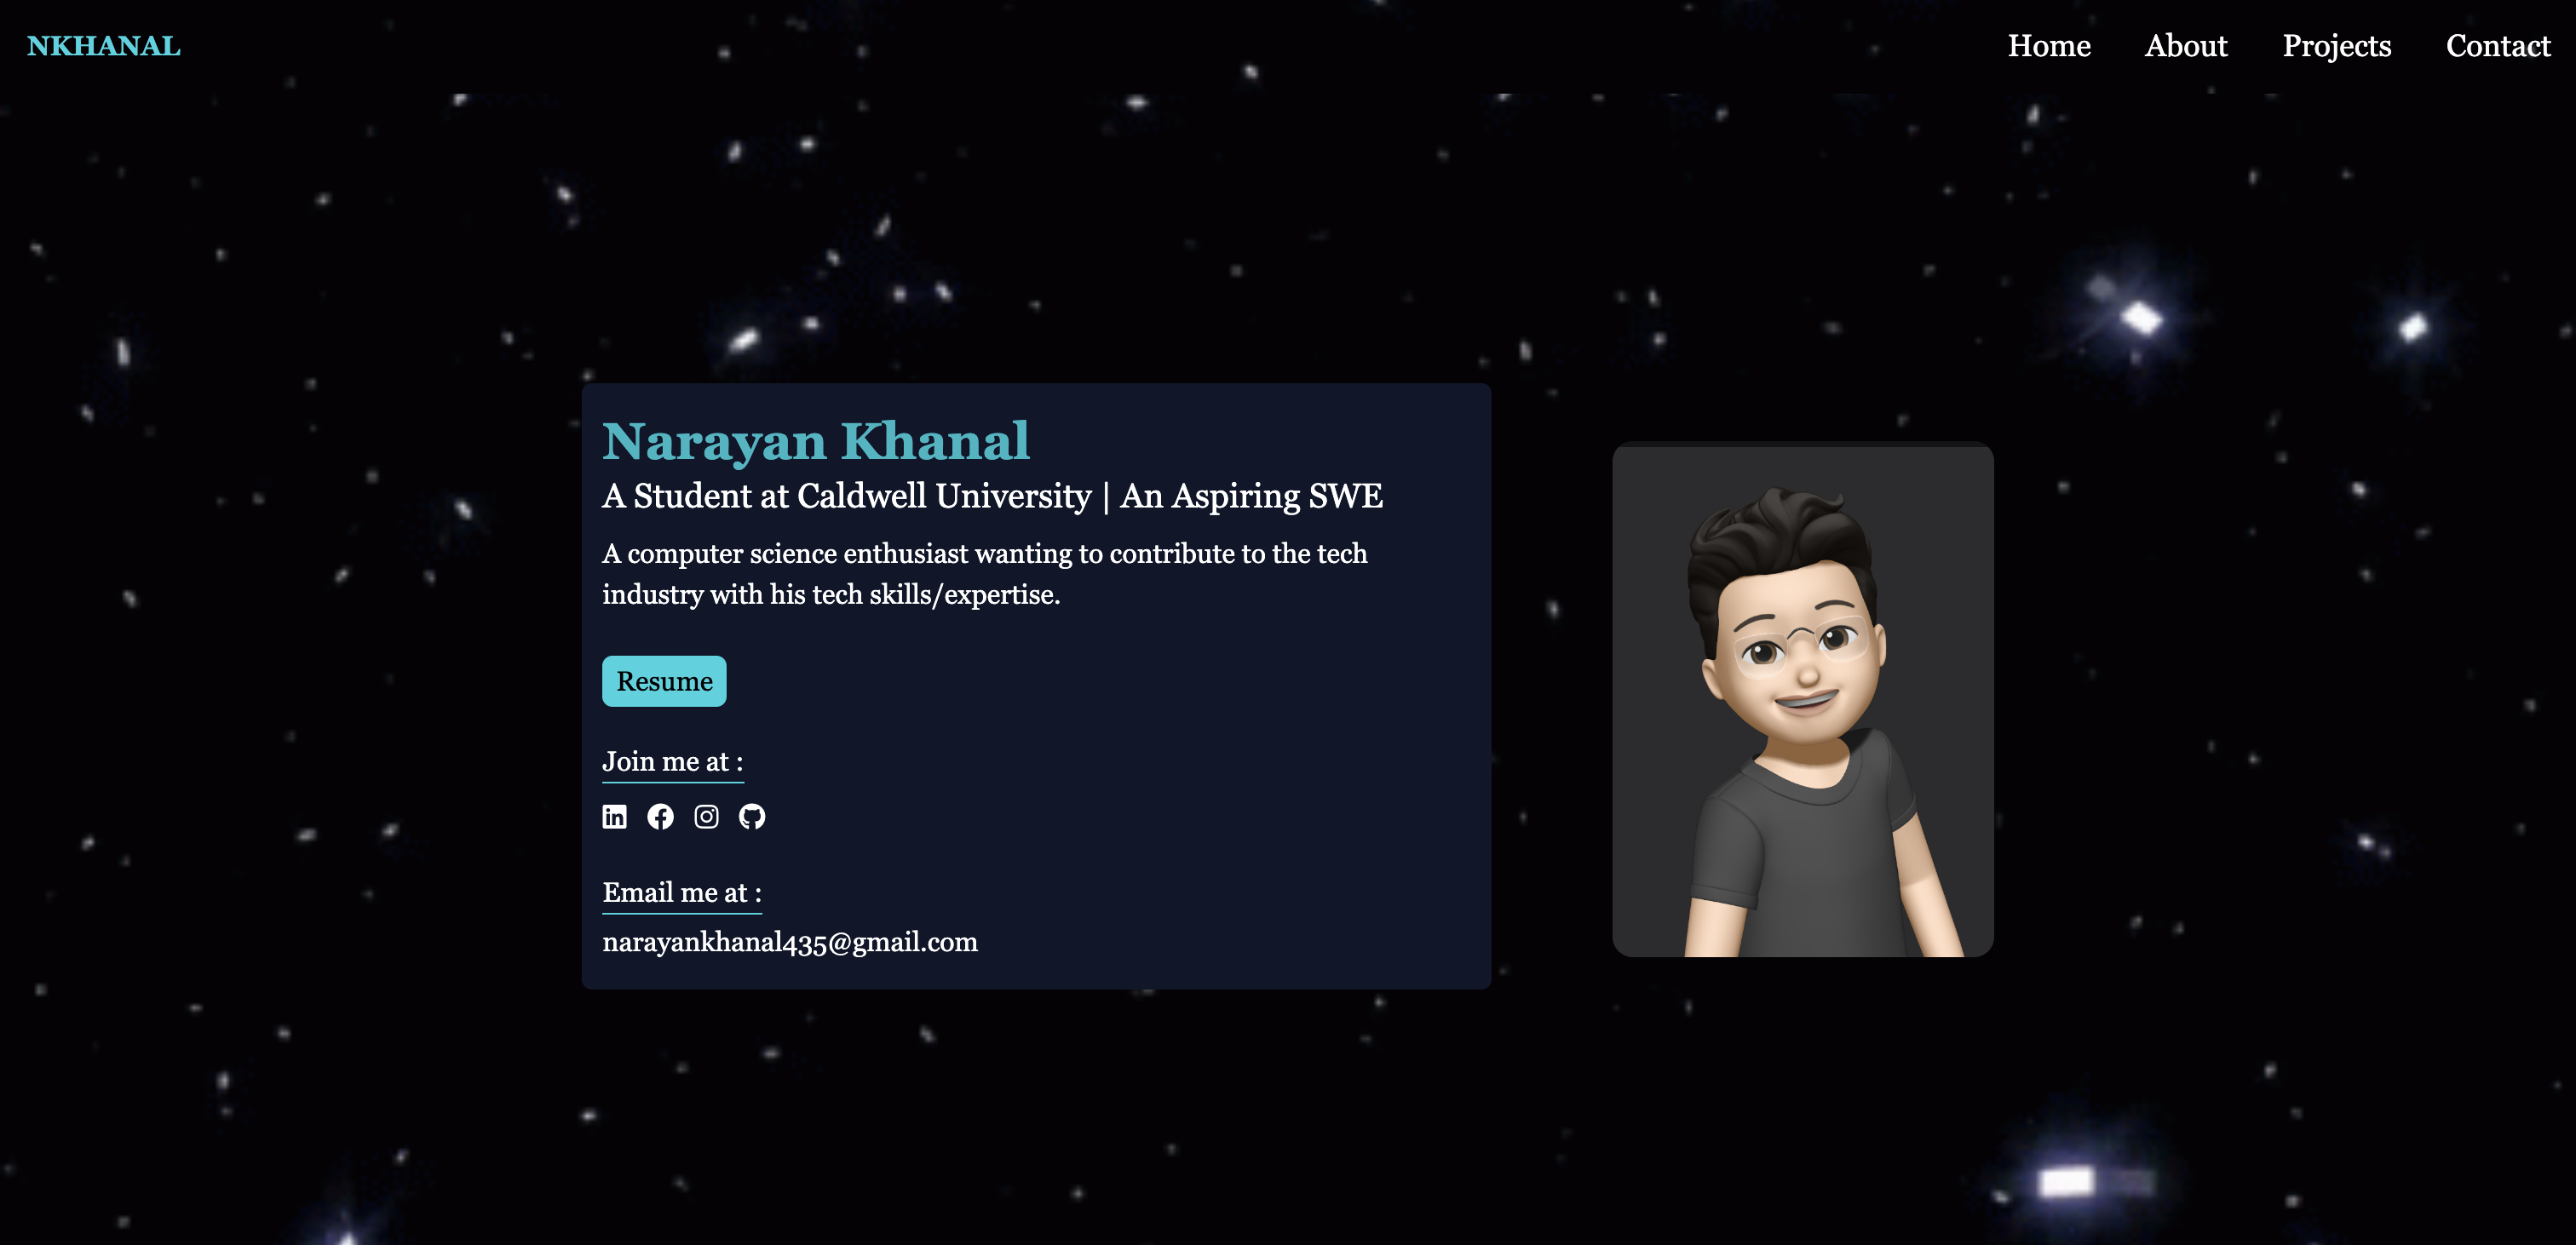 NKHANAL
Home About Projects Contact
Narayan Khanal
A Student at Caldwell University | An Aspiring SWE
A computer science enthusiast wanting to contribute to the tech
industry with his tech skills/expertise.
Resume
Join me at :
Email me at :
narayankhanal435@gmail.com